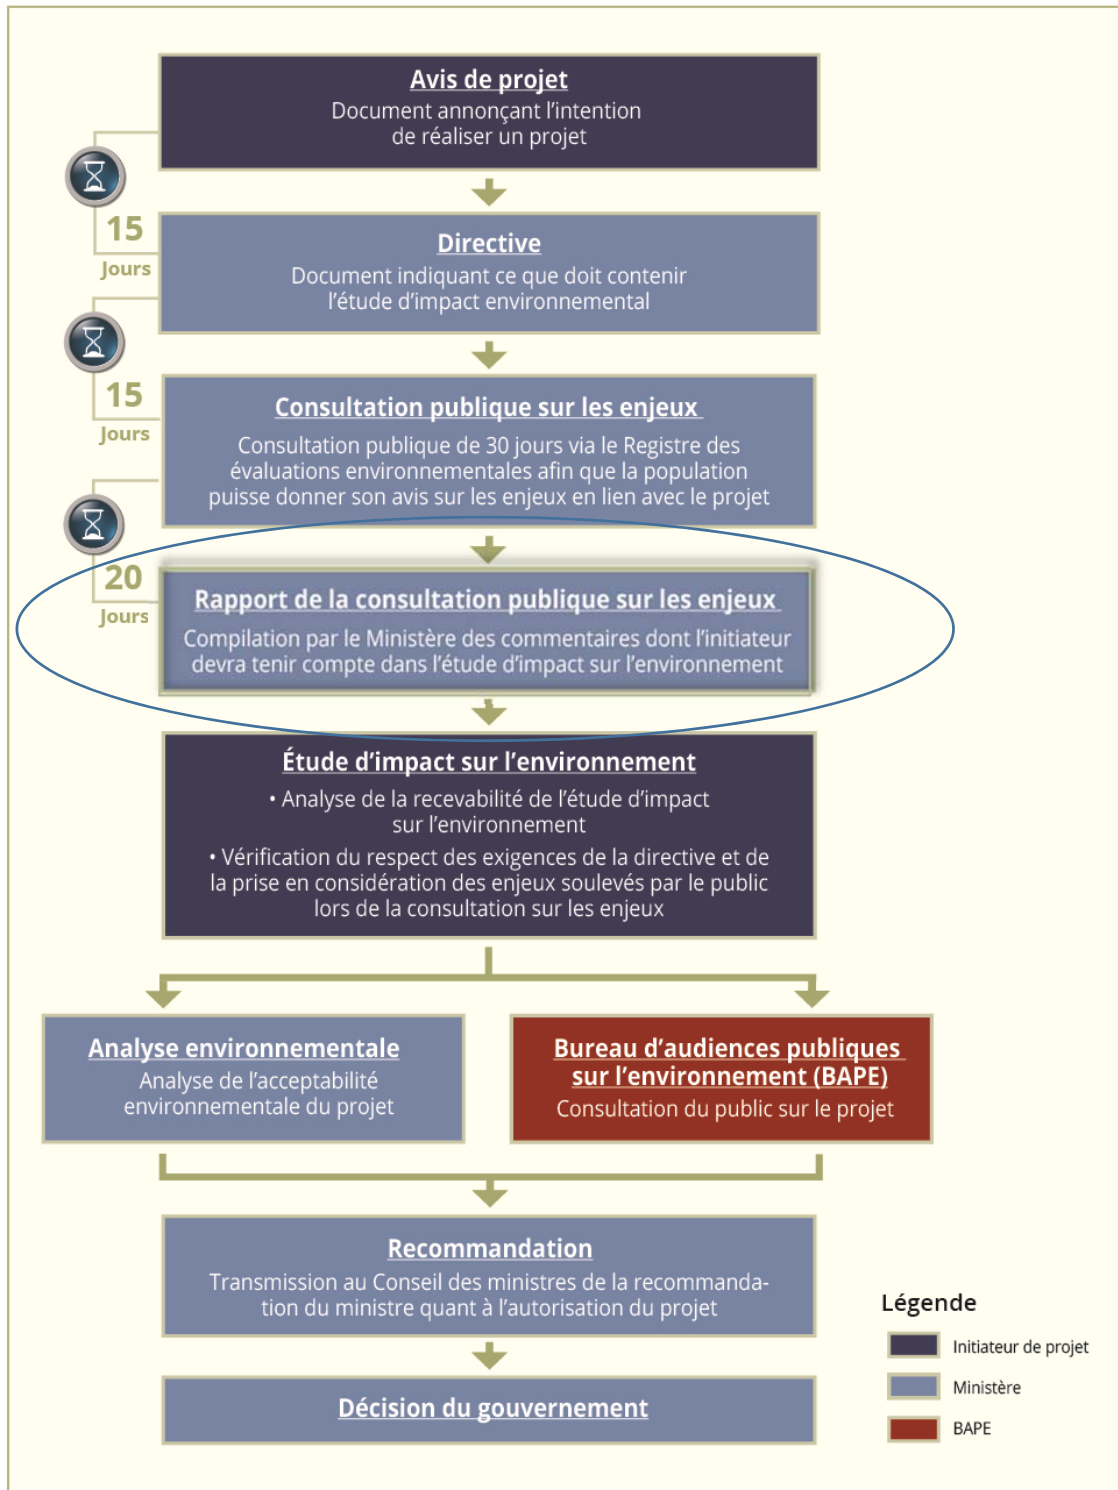 Avis de projet
Document annonçant l'intention
de réaliser un projet
15
Jours
Directive
Document indiquant ce que doit contenir
l'étude d'impact environnemental
15
Jours
Consultation publique sur les enjeux
Consultation publique de 30 jours via le Registre des
évaluations environnementales afin que la population
puisse donner son avis sur les enjeux en lien avec le projet
20
Jours
Rapport de la consultation publique sur les enjeux
Compilation par le Ministère des commentaires dont l'initiateur
devra tenir compte dans l'étude d'impact sur l'environnement
Étude d'impact sur l'environnement
• Analyse de la recevabilité de l'étude d'impact
sur l'environnement
• Vérification du respect des exigences de la directive et de
la prise en considération des enjeux soulevés par le public
lors de la consultation sur les enjeux
Analyse environnementale
Analyse de l'acceptabilité
environnementale du projet
Bureau d'audiences publiques
sur l'environnement (BAPE)
Consultation du public sur le projet
Recommandation
Transmission au Conseil des ministres de la recommanda-
tion du ministre quant à l'autorisation du projet
Décision du gouvernement
Légende
Initiateur de projet
Ministère
BAPE